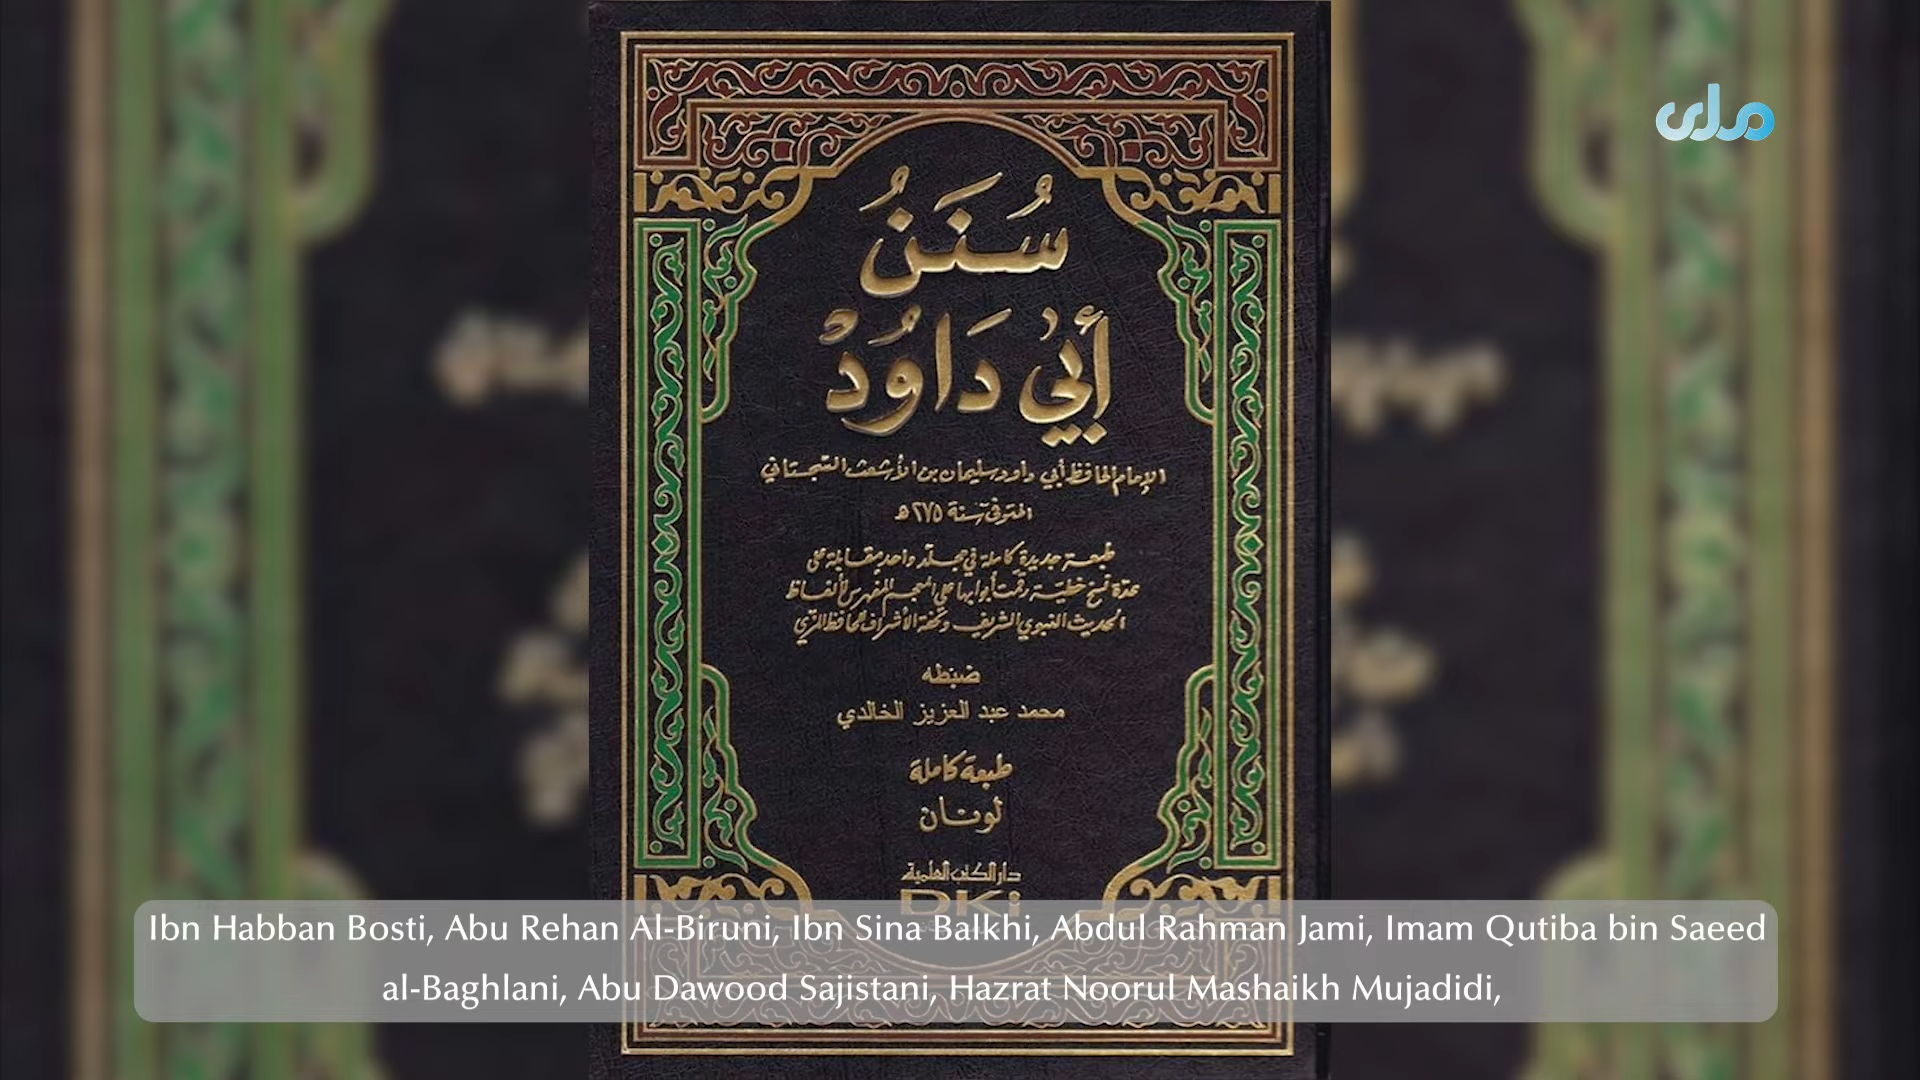 ملی
سُنَنُ
أَبِي دَاوُدْ
الإمام الحافظ أبي داود سليمان بن الأشعث السجستاني
المتوفى سنة ٢٧٥ هـ
طبعة جديدة كاملة في مجلد واحد مقابلة على
عدة نسخ خطية رقمت أبوابها على المعجم المفهرس لألفاظ
الحديث النبوي الشريف وتحفة الأشراف للحافظ المزي
ضبطه
محمد عبد العزيز الخالدي
طبعة كاملة
لونان
دار الكتب العلمية
DKi
Ibn Habban Bosti, Abu Rehan Al-Biruni, Ibn Sina Balkhi, Abdul Rahman Jami, Imam Qutiba bin Saeed
al-Baghlani, Abu Dawood Sajistani, Hazrat Noorul Mashaikh Mujadidi,